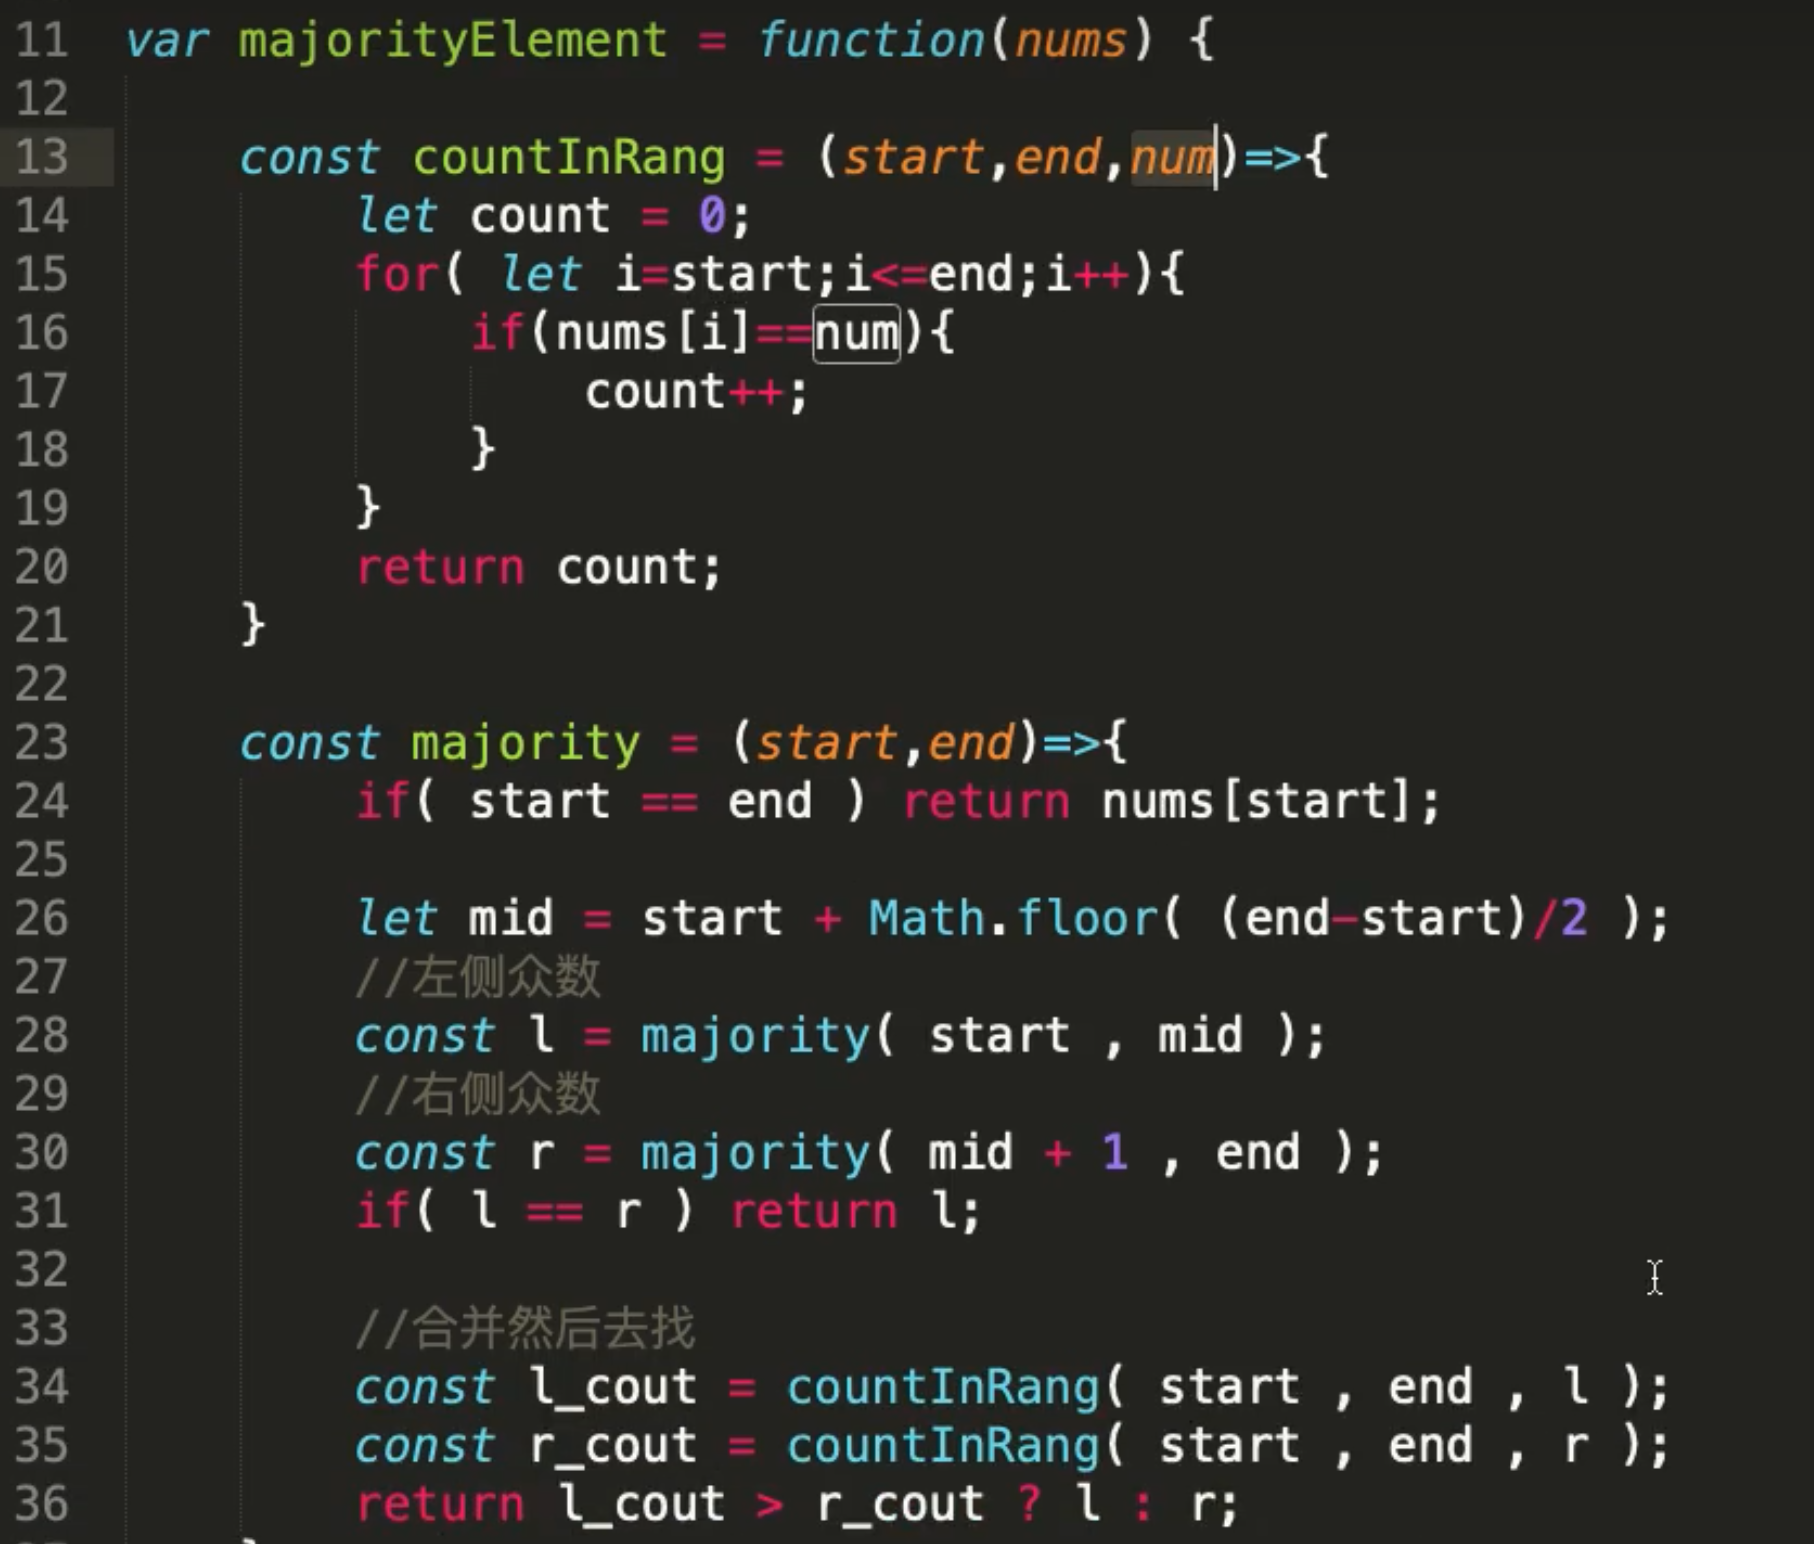 11 var majorityElement = function(nums) {
12
13 const countInRang = (start,end,num)=>{
14 let count = 0;
15 for( let i=start;i<=end;i++){
16 if(nums[i]==num){
17 count++;
18 }
19 }
20 return count;
21 }
22
23 const majority = (start,end)=>{
24 if( start == end ) return nums[start];
25
26 let mid = start + Math.floor( (end-start)/2 );
27 //左侧众数
28 const l = majority( start , mid );
29 //右侧众数
30 const r = majority( mid + 1 , end );
31 if( l == r ) return l;
32
33 //合并然后去找
34 const l_cout = countInRang( start , end , l );
35 const r_cout = countInRang( start , end , r );
36 return l_cout > r_cout ? l : r;